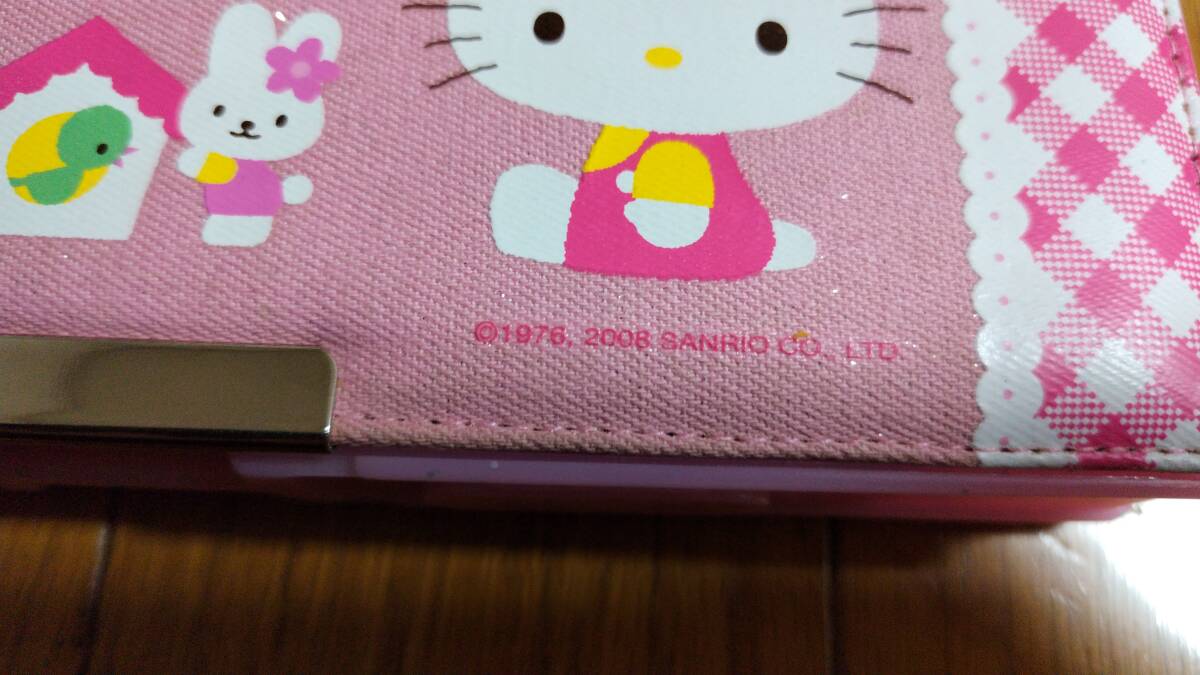 ©1976, 2008 SANRIO CO., LTD.